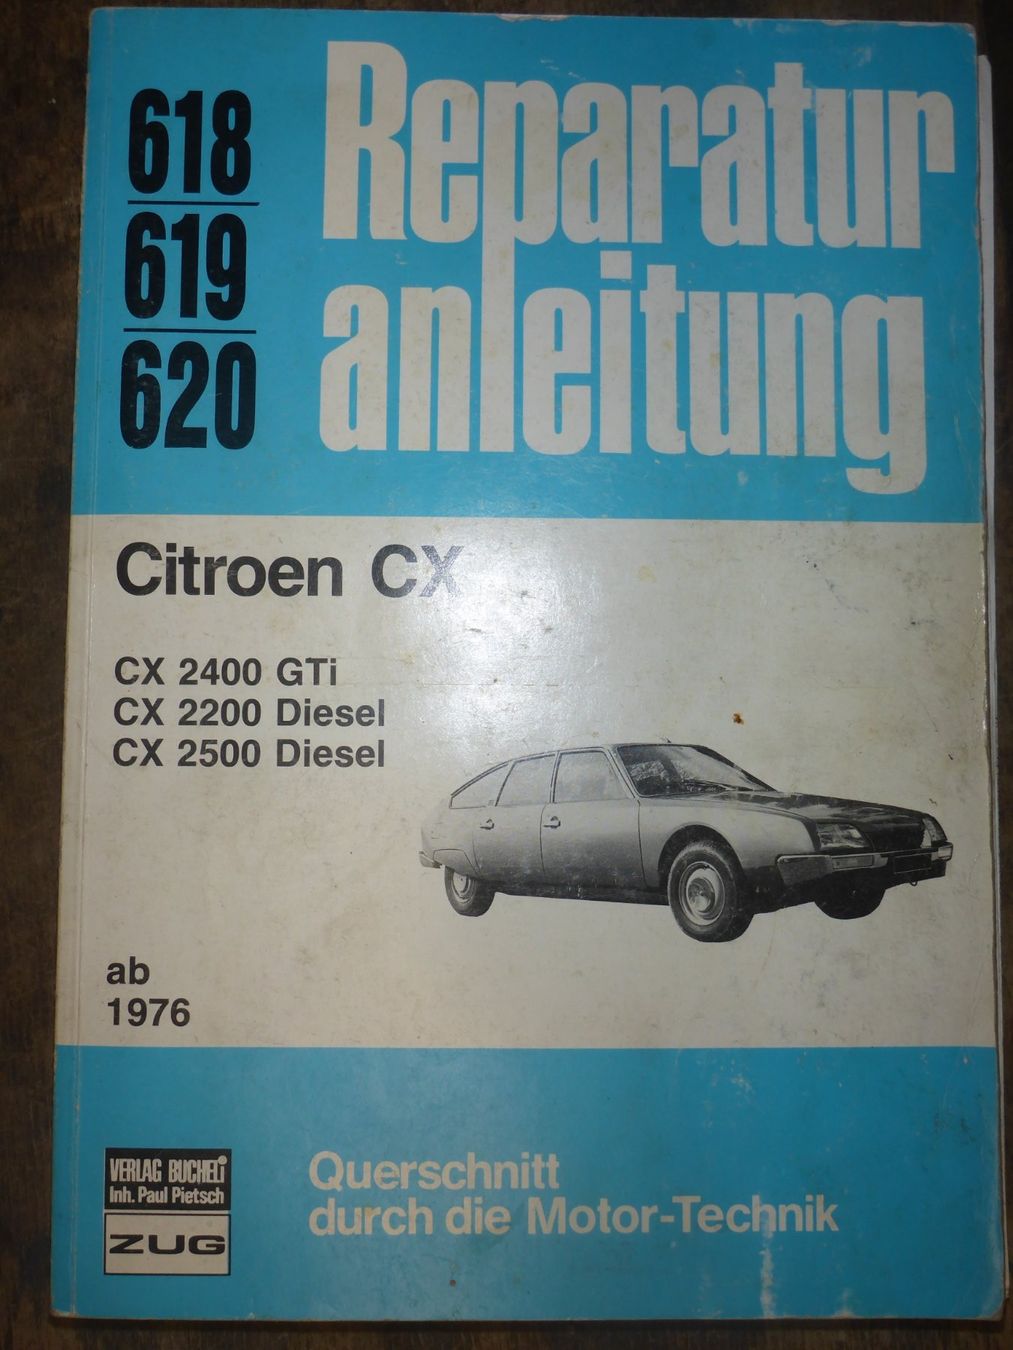 618
619
620
Reparatur
anleitung
Citroen CX
CX 2400 GTi
CX 2200 Diesel
CX 2500 Diesel
ab
1976
VERLAG BUCHELi
Inh. Paul Pietsch
ZUG
Querschnitt
durch die Motor-Technik